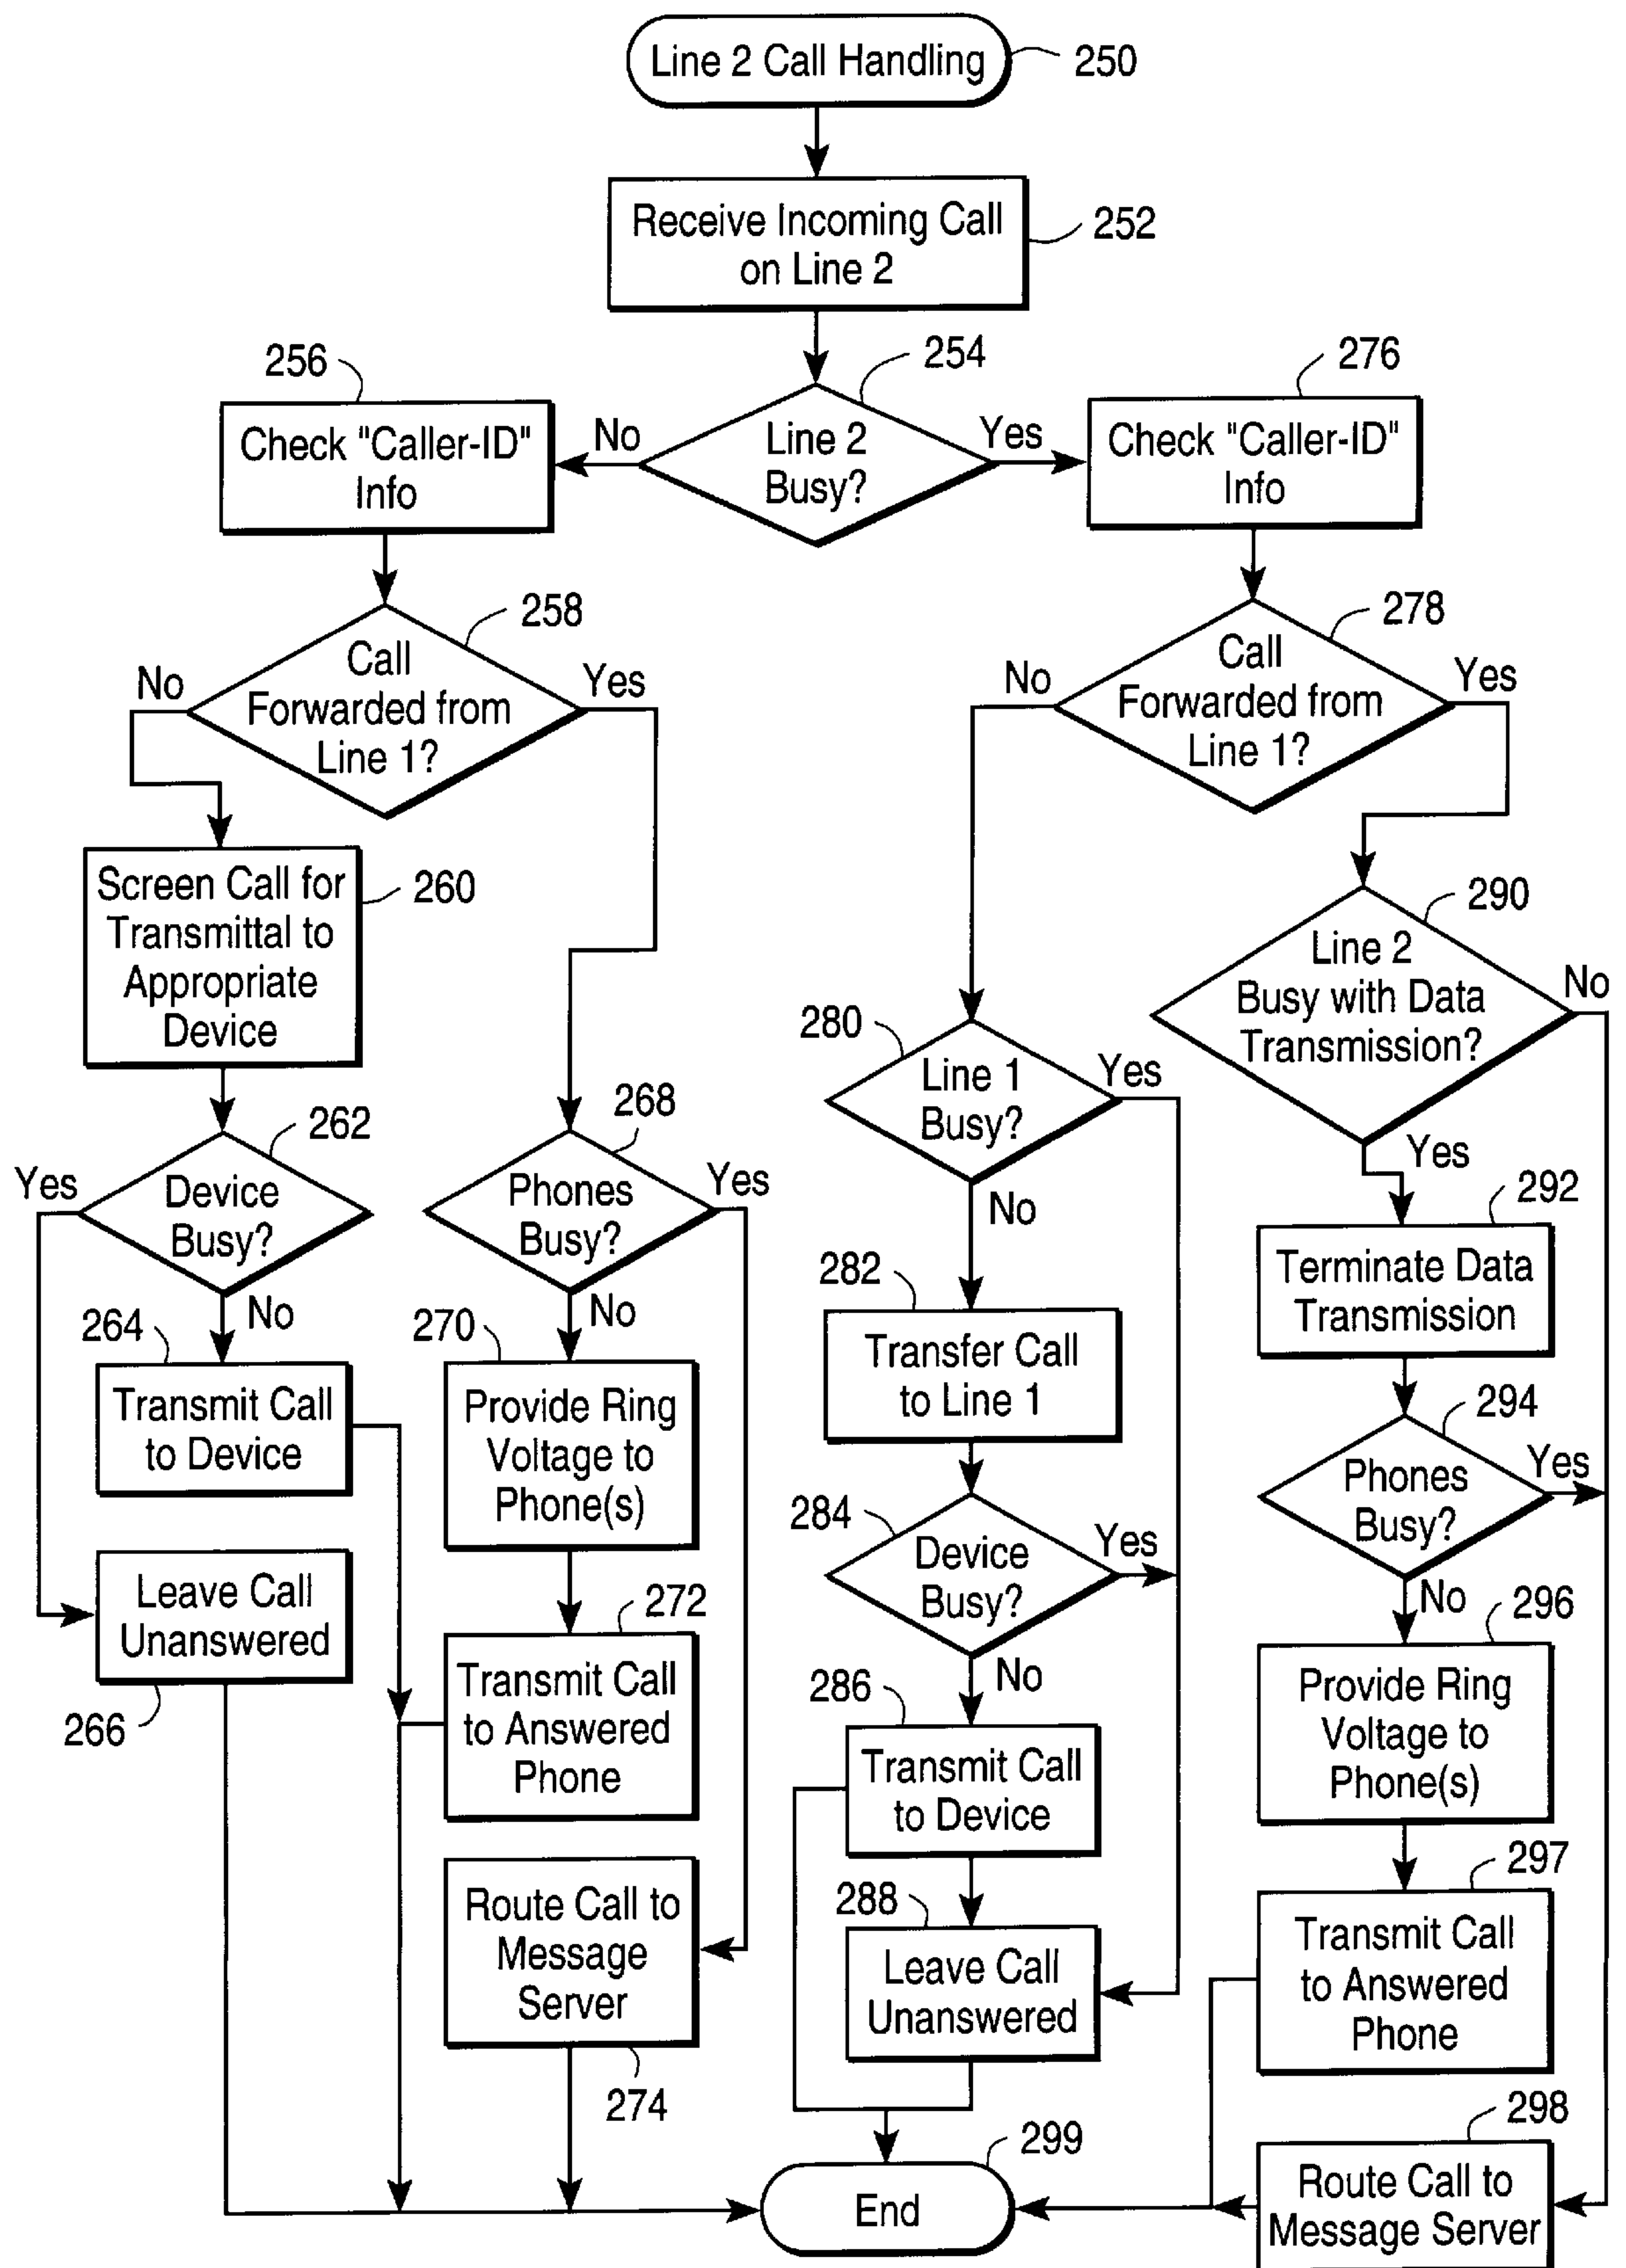 Line 2 Call Handling
250
Receive Incoming Call
on Line 2
252
254
Line 2
Busy?
No
Yes
256
Check "Caller-ID"
Info
276
Check "Caller-ID"
Info
258
Call
Forwarded from
Line 1?
No
Yes
278
Call
Forwarded from
Line 1?
No
Yes
Screen Call for
Transmittal to
Appropriate
Device
260
290
Line 2
Busy with Data
Transmission?
No
Yes
280
Line 1
Busy?
Yes
No
262
Device
Busy?
Yes
No
268
Phones
Busy?
Yes
No
292
Terminate Data
Transmission
282
Transfer Call
to Line 1
264
Transmit Call
to Device
270
Provide Ring
Voltage to
Phone(s)
294
Phones
Busy?
Yes
No
284
Device
Busy?
Yes
No
Leave Call
Unanswered
266
272
Transmit Call
to Answered
Phone
296
Provide Ring
Voltage to
Phone(s)
286
Transmit Call
to Device
297
Transmit Call
to Answered
Phone
Route Call to
Message
Server
274
288
Leave Call
Unanswered
299
End
298
Route Call to
Message Server